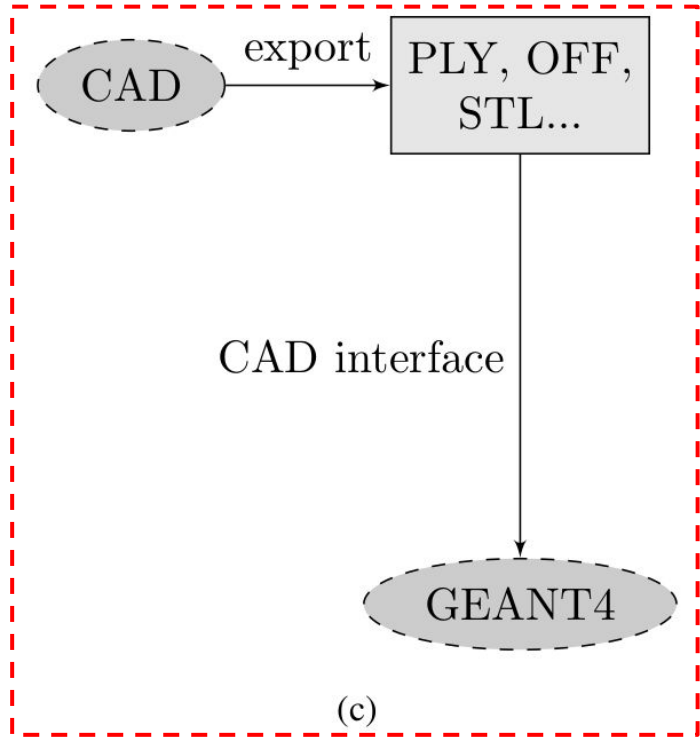 export
CAD
PLY, OFF,
STL...
CAD interface
GEANT4
(c)